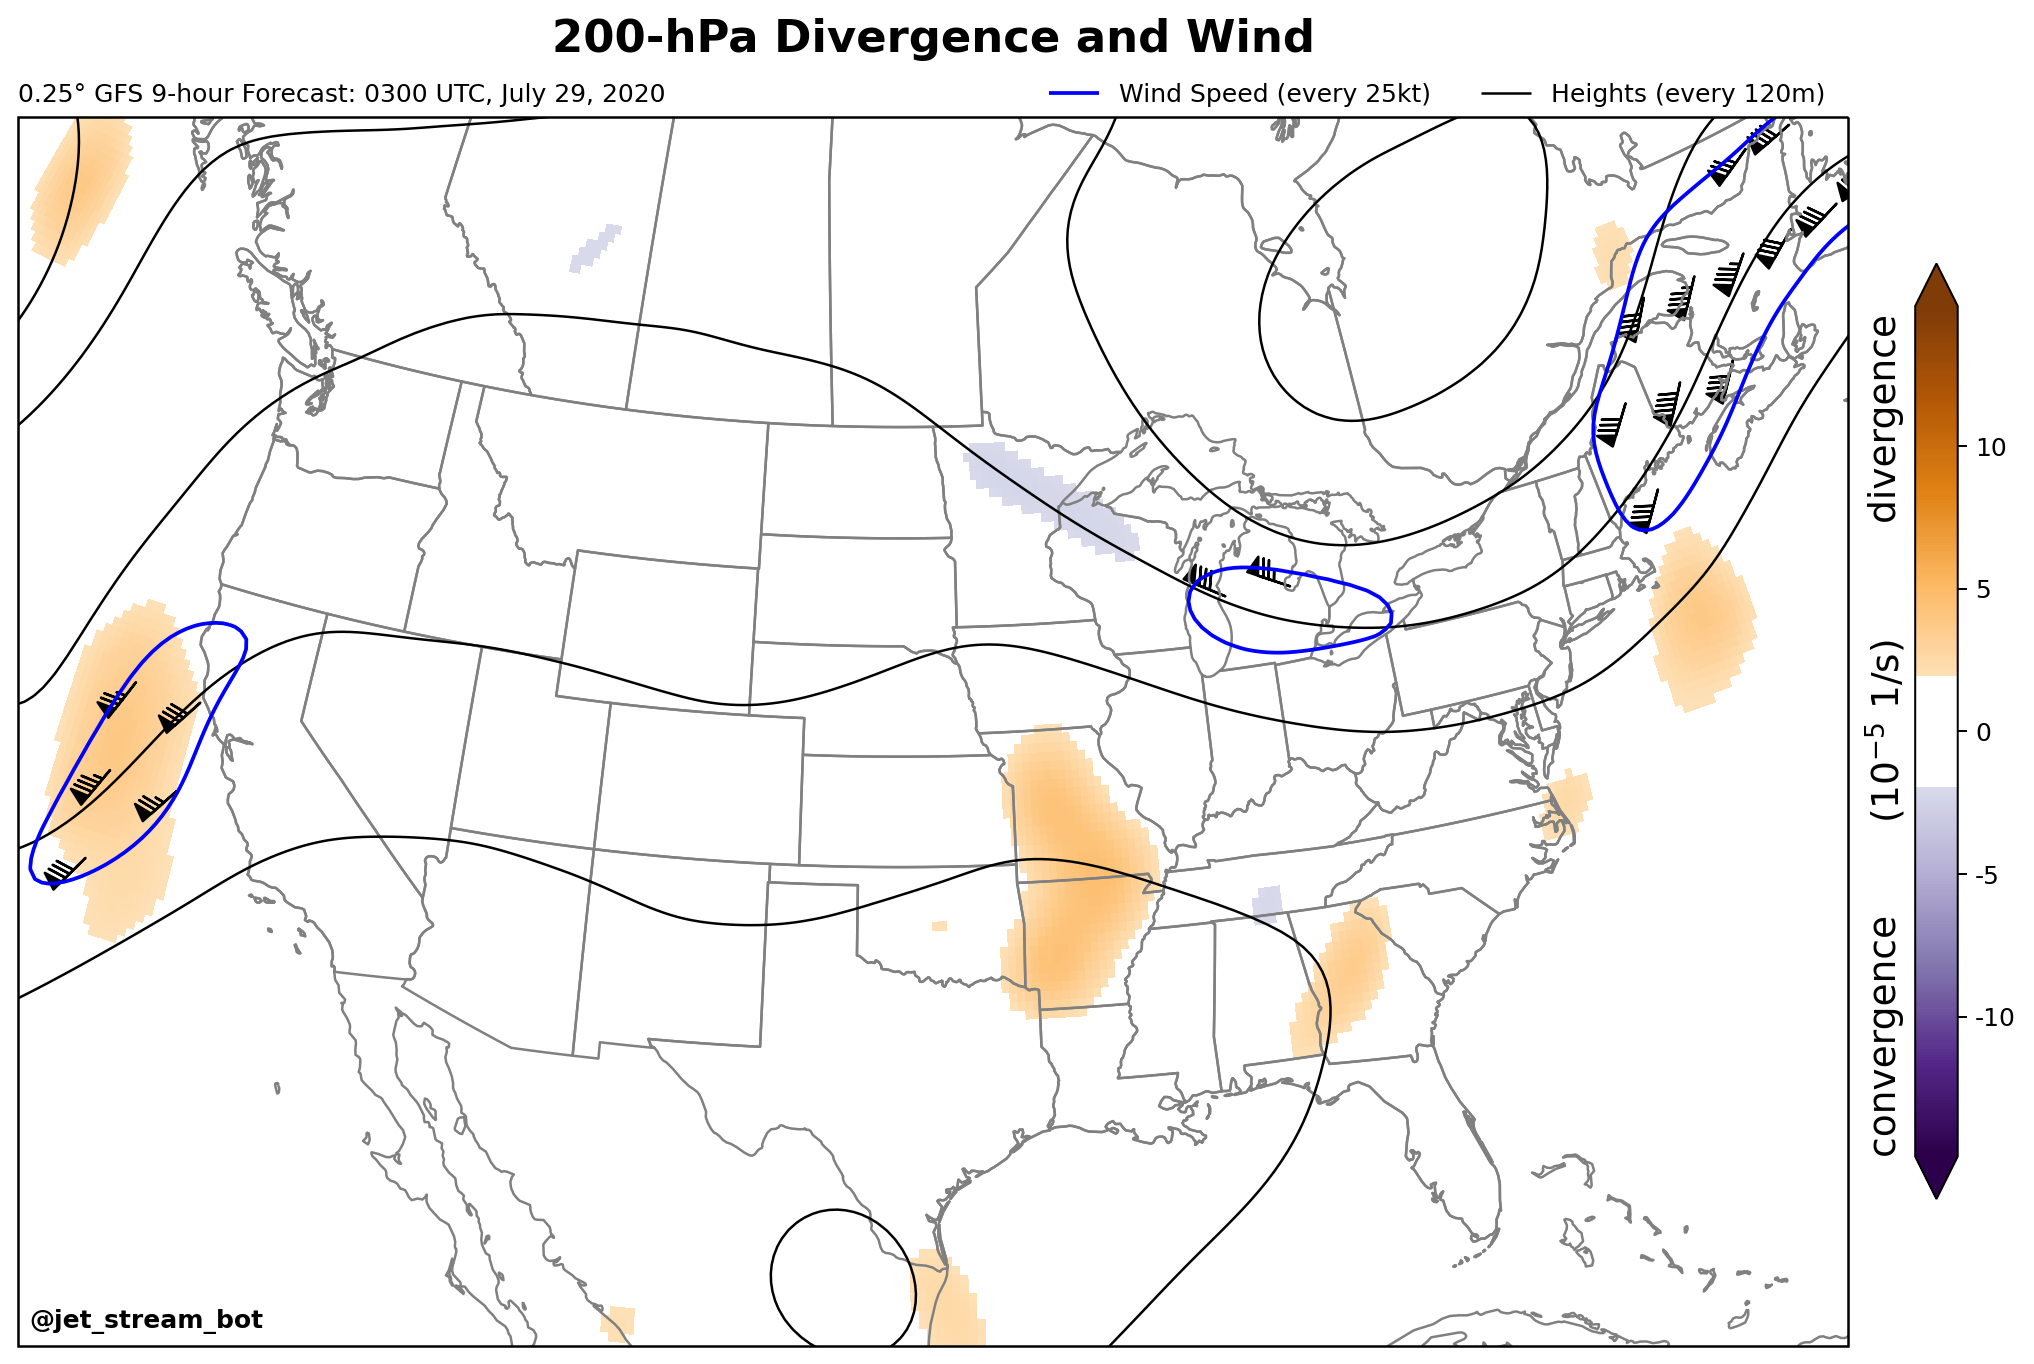 200-hPa Divergence and Wind
0.25° GFS 9-hour Forecast: 0300 UTC, July 29, 2020
Wind Speed (every 25kt)
Heights (every 120m)
divergence
(10⁻⁵ 1/s)
convergence
10
5
0
-5
-10
@jet_stream_bot